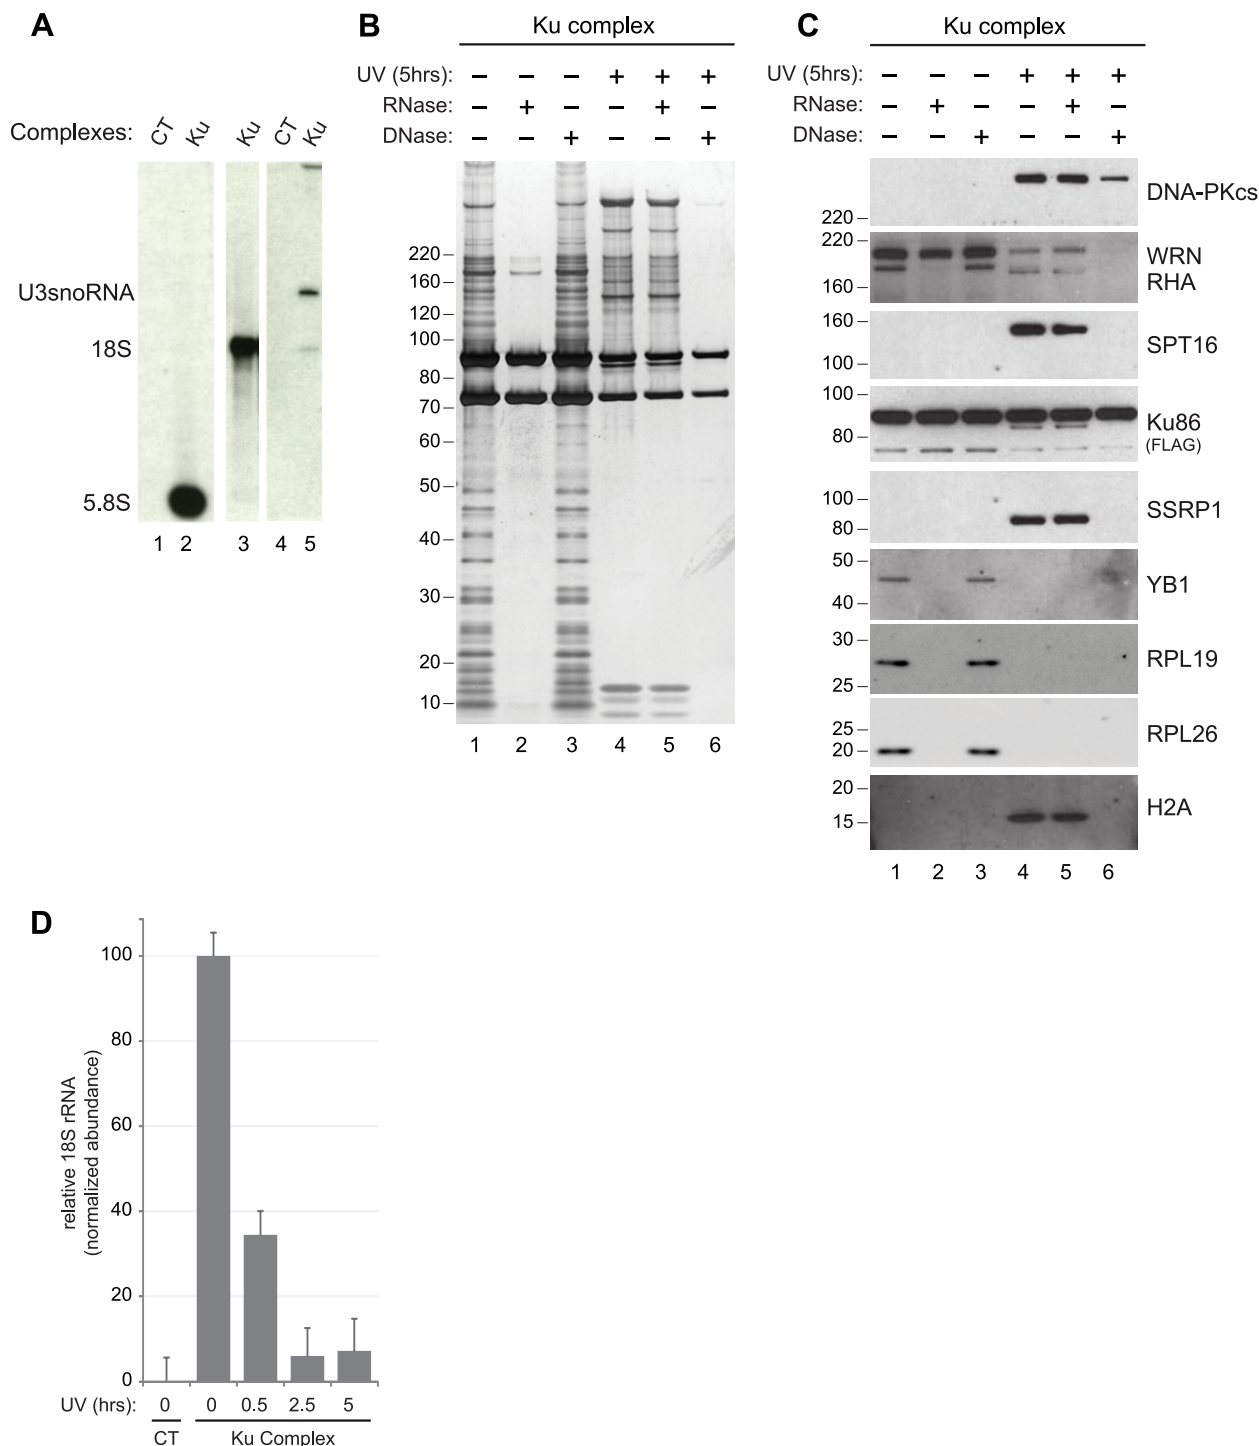 A
Complexes: CT Ku Ku CT Ku
U3snoRNA
18S
5.8S
1 2 3 4 5
B
Ku complex
UV (5hrs): – – – + + +
RNase: – + – – + –
DNase: – – + – – +
220
160
120
100
80
70
60
50
40
30
20
10
1 2 3 4 5 6
C
Ku complex
UV (5hrs): – – – + + +
RNase: – + – – + –
DNase: – – + – – +
220
DNA-PKcs
220
160
WRN
RHA
160
100
SPT16
100
80
Ku86
(FLAG)
100
80
SSRP1
50
40
YB1
30
25
RPL19
25
20
RPL26
20
15
H2A
1 2 3 4 5 6
D
relative 18S rRNA
(normalized abundance)
100
80
60
40
20
0
UV (hrs): 0 0 0.5 2.5 5
CT Ku Complex